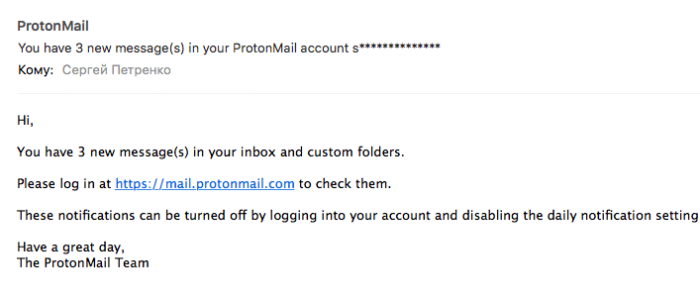 ProtonMail
You have 3 new message(s) in your ProtonMail account s**************
Кому: Сергей Петренко
Hi,
You have 3 new message(s) in your inbox and custom folders.
Please log in at https://mail.protonmail.com to check them.
These notifications can be turned off by logging into your account and disabling the daily notification setting
Have a great day,
The ProtonMail Team